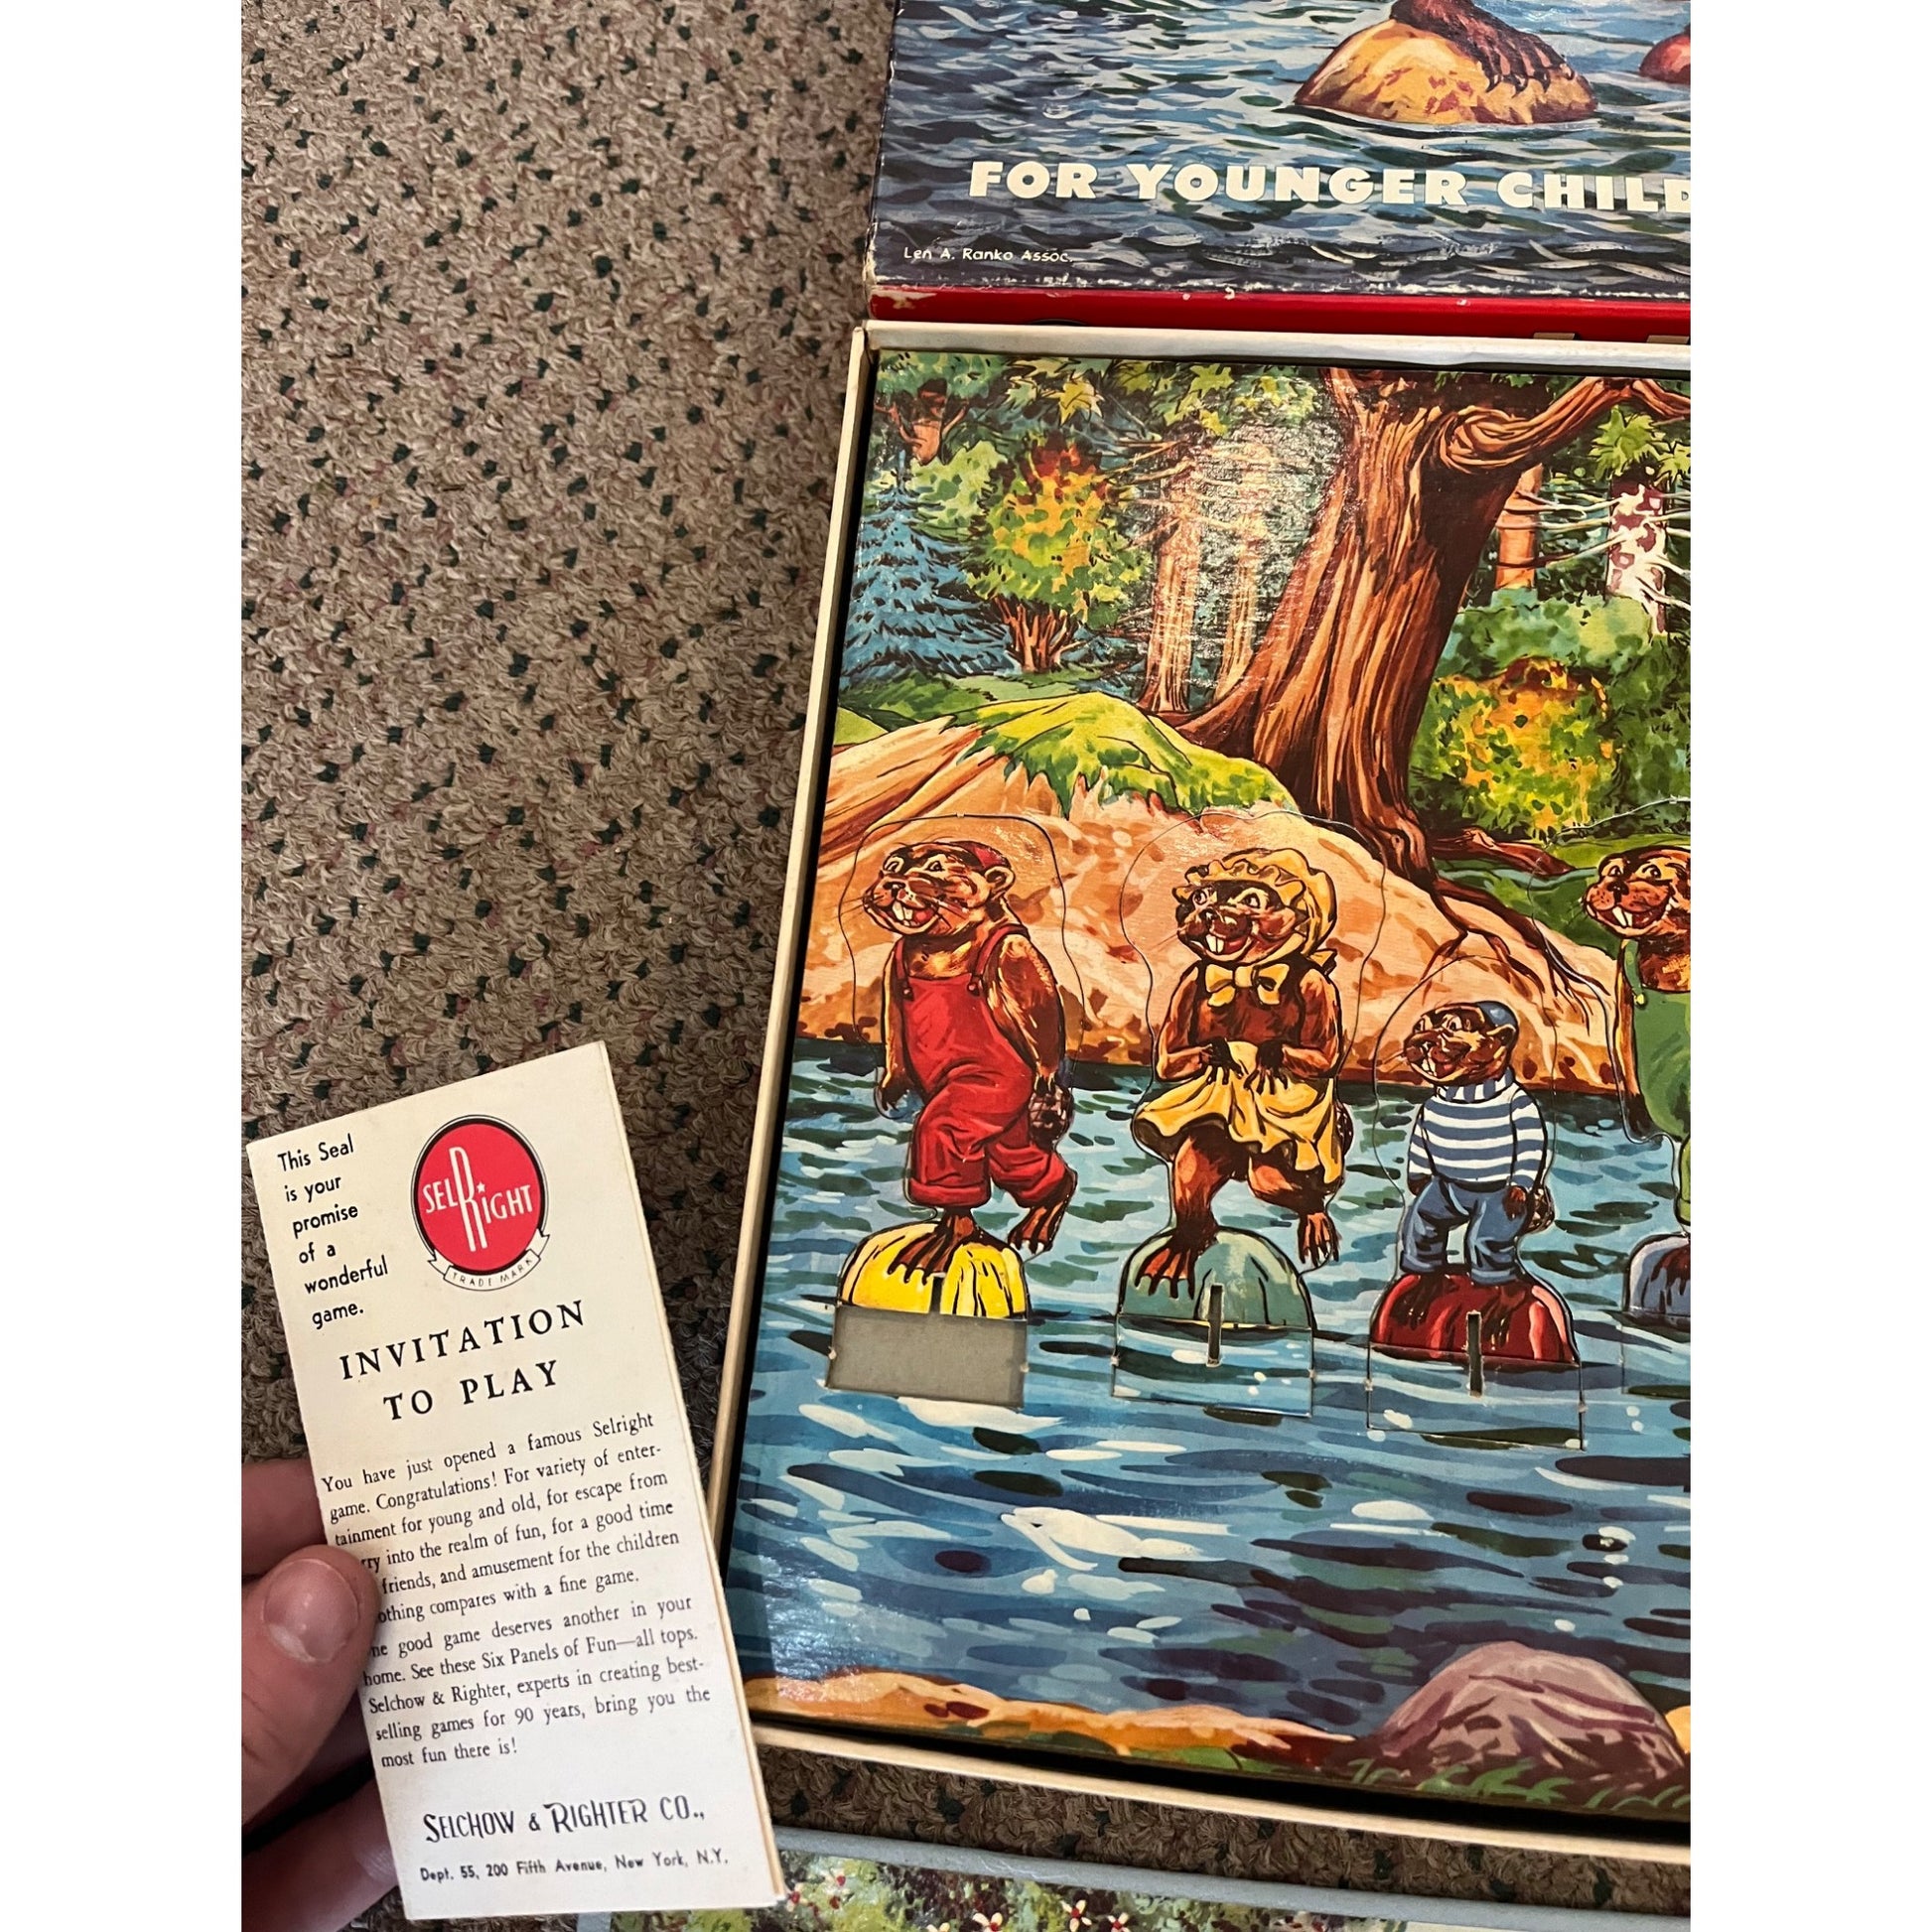 FOR YOUNGER CHILD
Len A. Ranko Assoc.
This Seal
is your
promise
of a
wonderful
game.
SELRIGHT
TRADE MARK
INVITATION
TO PLAY
You have just opened a famous Selright
game. Congratulations! For variety of enter-
tainment for young and old, for escape from
into the realm of fun, for a good time
friends, and amusement for the children
compares with a fine game.
good game deserves another in your
home. See these Six Panels of Fun—all tops.
Selchow & Righter, experts in creating best-
selling games for 90 years, bring you the
most fun there is!
SELCHOW & RIGHTER CO.,
Dept. 55, 200 Fifth Avenue, New York, N.Y.